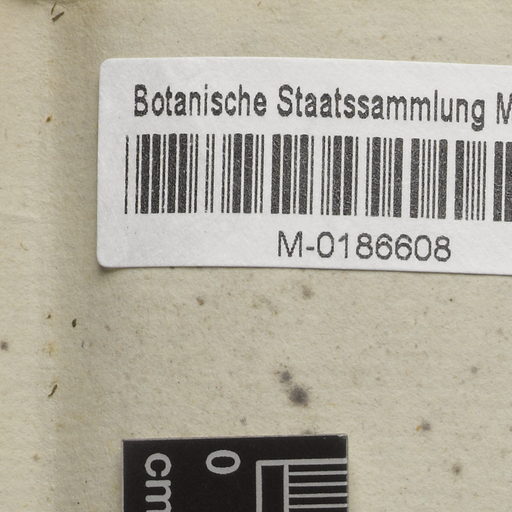 Botanische Staatssammlung M
M-0186608
0
cm